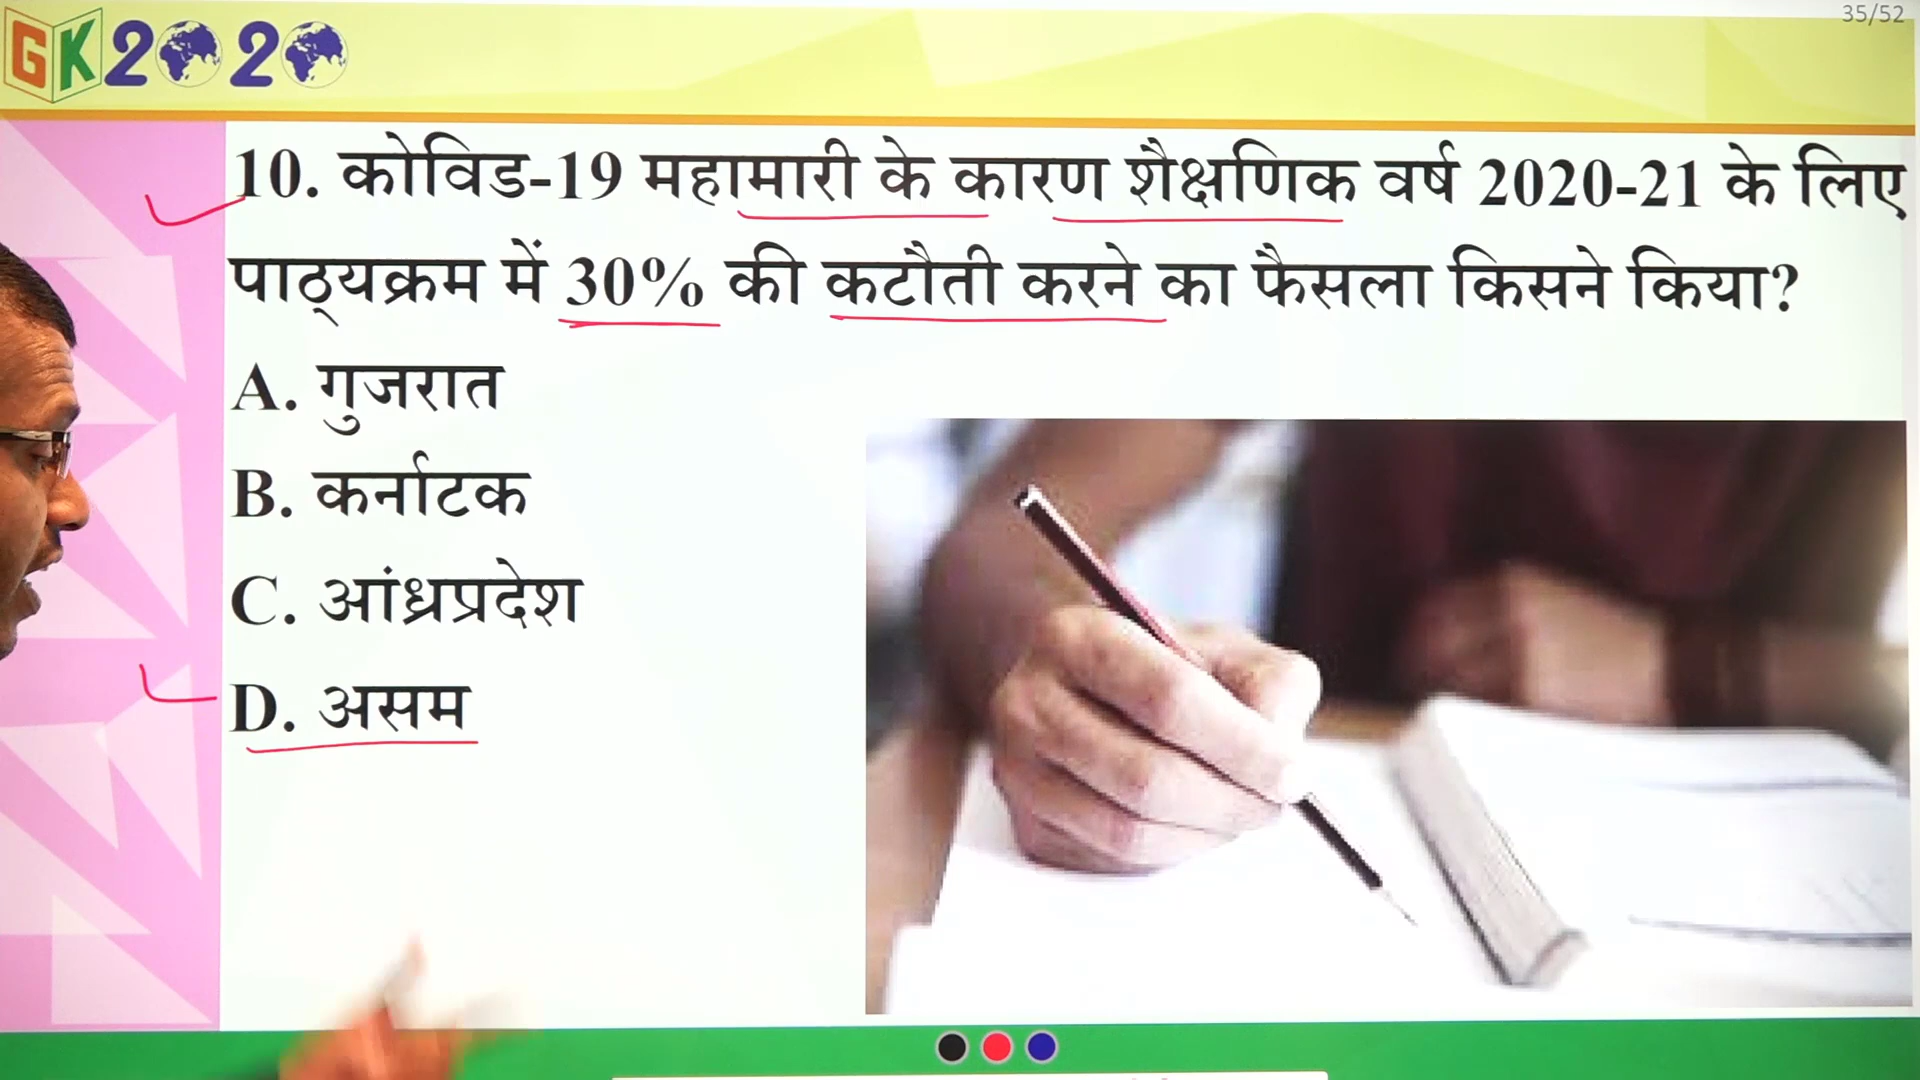 35/52
GK2020
10. कोविड-19 महामारी के कारण शैक्षणिक वर्ष 2020-21 के लिए
पाठ्यक्रम में 30% की कटौती करने का फैसला किसने किया?
A. गुजरात
B. कर्नाटक
C. आंध्रप्रदेश
D. असम